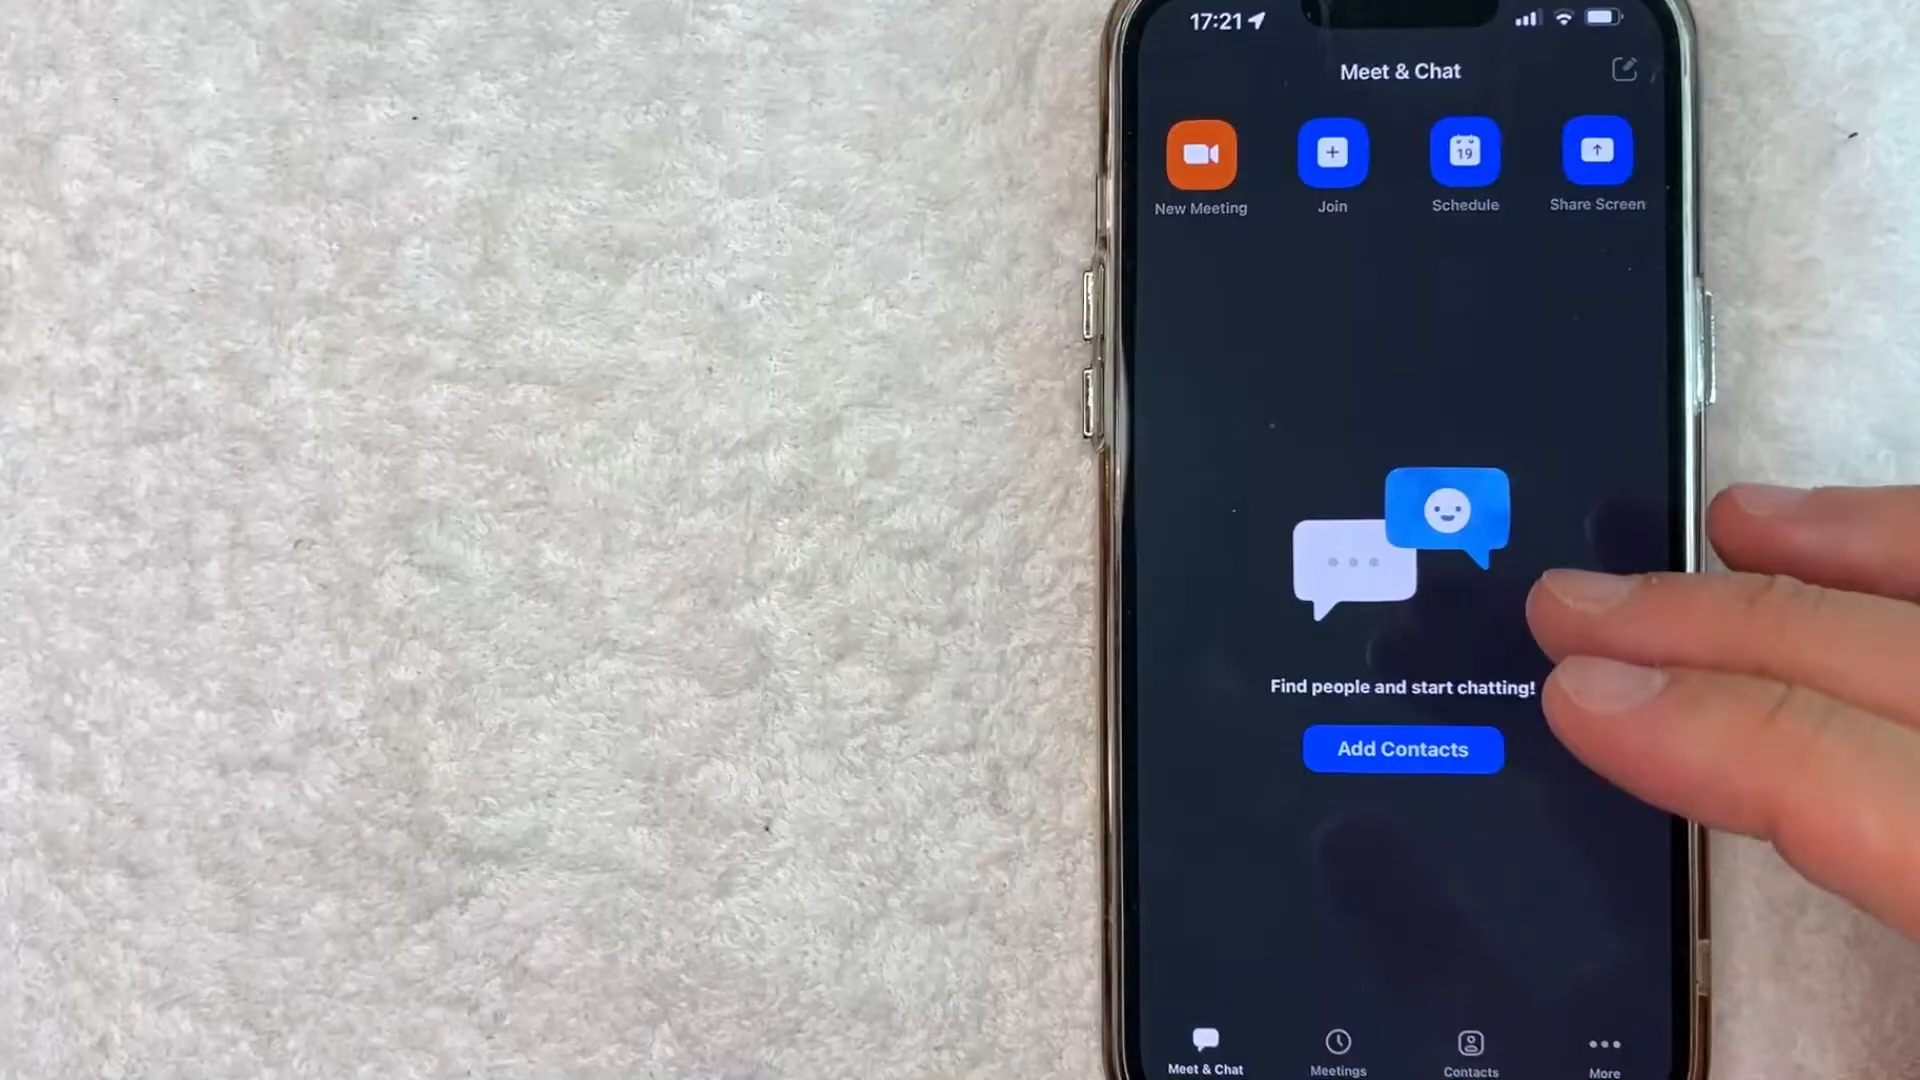 17:21
Meet & Chat
New Meeting
Join
19
Schedule
Share Screen
Find people and start chatting!
Add Contacts
Meet & Chat
Meetings
Contacts
More